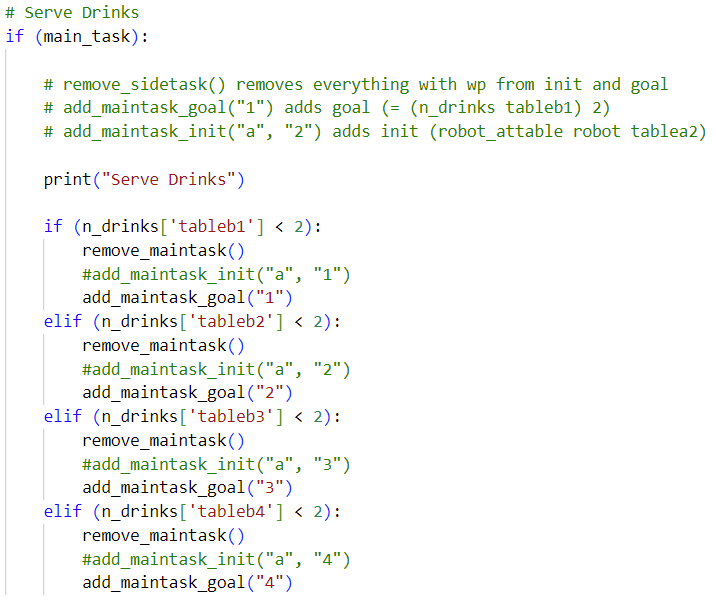 # Serve Drinks
if (main_task):
# remove_sidetask() removes everything with wp from init and goal
# add_maintask_goal("1") adds goal (= (n_drinks tableb1) 2)
# add_maintask_init("a", "2") adds init (robot_attable robot tablea2)
print("Serve Drinks")
if (n_drinks['tableb1'] < 2):
remove_maintask()
#add_maintask_init("a", "1")
add_maintask_goal("1")
elif (n_drinks['tableb2'] < 2):
remove_maintask()
#add_maintask_init("a", "2")
add_maintask_goal("2")
elif (n_drinks['tableb3'] < 2):
remove_maintask()
#add_maintask_init("a", "3")
add_maintask_goal("3")
elif (n_drinks['tableb4'] < 2):
remove_maintask()
#add_maintask_init("a", "4")
add_maintask_goal("4")